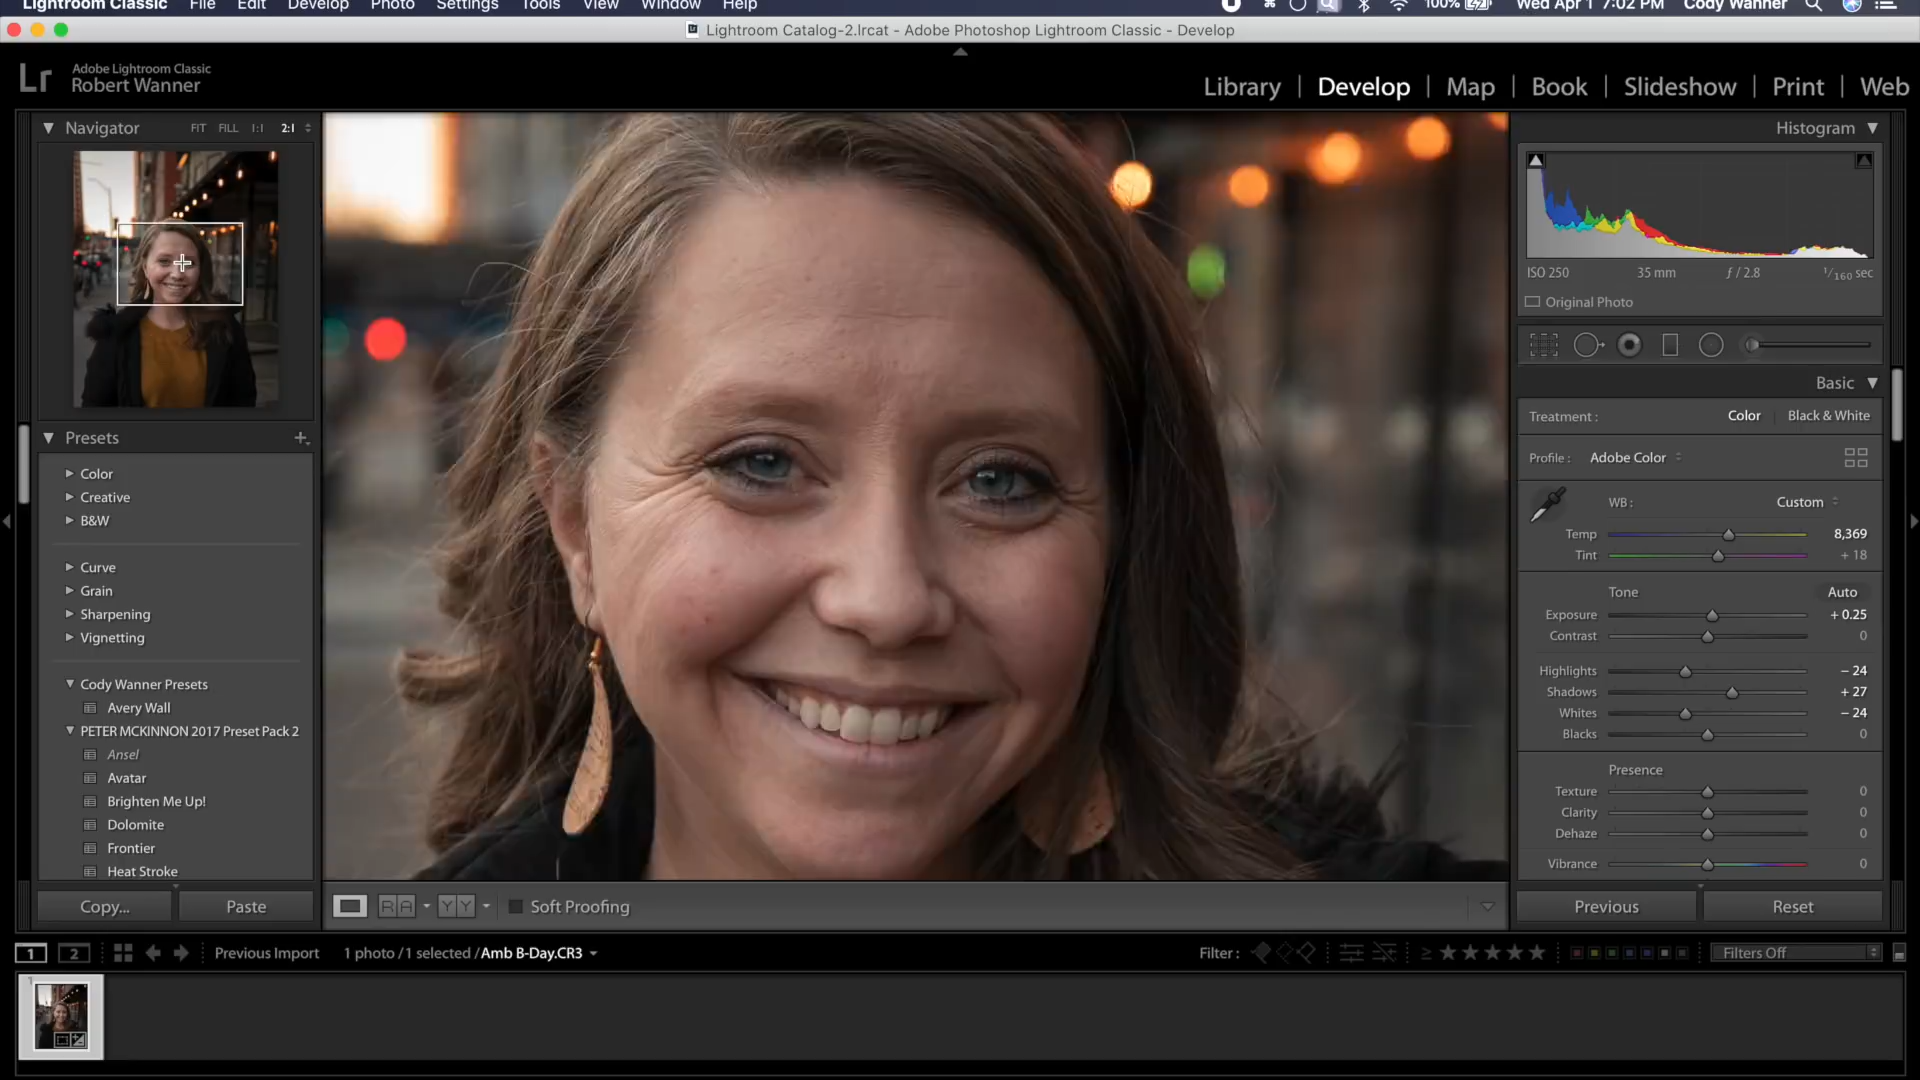 Lightroom Classic File Edit Develop Photo Settings Tools View Window Help 100% Wed Apr 1 7:02 PM Cody Wanner
Lightroom Catalog-2.lrcat - Adobe Photoshop Lightroom Classic - Develop
Lr Adobe Lightroom Classic
Robert Wanner
Library | Develop | Map | Book | Slideshow | Print | Web
Navigator FIT FILL 1:1 2:1
Histogram
ISO 250 35 mm ƒ / 2.8 1/160 sec
Original Photo
Basic
Treatment : Color Black & White
Profile : Adobe Color
WB : Custom
Temp 8,369
Tint + 18
Tone Auto
Exposure + 0.25
Contrast 0
Highlights – 24
Shadows + 27
Whites – 24
Blacks 0
Presence
Texture 0
Clarity 0
Dehaze 0
Vibrance 0
Previous Reset
Presets
Color
Creative
B&W
Curve
Grain
Sharpening
Vignetting
Cody Wanner Presets
Avery Wall
PETER MCKINNON 2017 Preset Pack 2
Ansel
Avatar
Brighten Me Up!
Dolomite
Frontier
Heat Stroke
Copy... Paste
R A Y Y Soft Proofing
1 2 Previous Import 1 photo / 1 selected / Amb B-Day.CR3
Filter : ≥ Filters Off